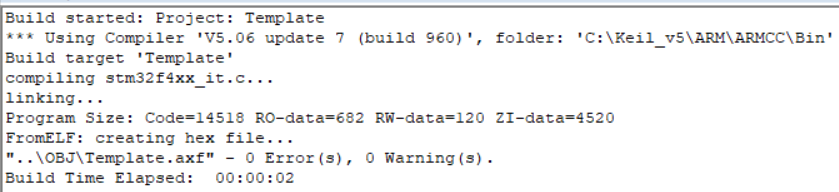 Build started: Project: Template
*** Using Compiler 'V5.06 update 7 (build 960)', folder: 'C:\Keil_v5\ARM\ARMCC\Bin'
Build target 'Template'
compiling stm32f4xx_it.c...
linking...
Program Size: Code=14518 RO-data=682 RW-data=120 ZI-data=4520
FromELF: creating hex file...
"..\OBJ\Template.axf" - 0 Error(s), 0 Warning(s).
Build Time Elapsed:  00:00:02